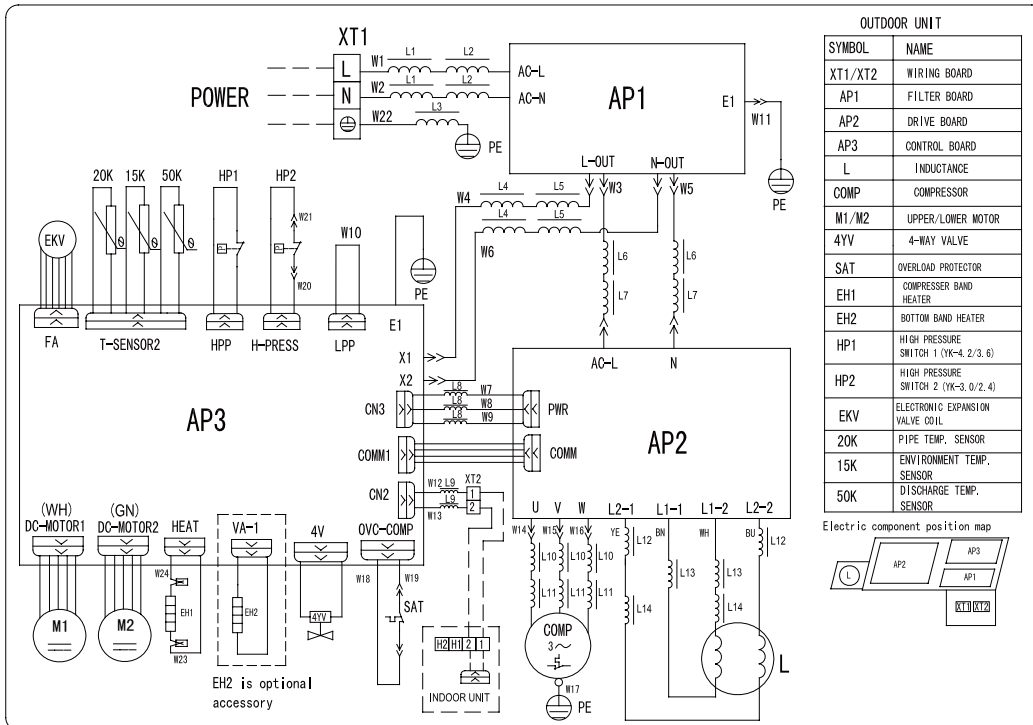 OUTDOOR UNIT
SYMBOL NAME
XT1/XT2 WIRING BOARD
AP1 FILTER BOARD
AP2 DRIVE BOARD
AP3 CONTROL BOARD
L INDUCTANCE
COMP COMPRESSOR
M1/M2 UPPER/LOWER MOTOR
4YV 4-WAY VALVE
SAT OVERLOAD PROTECTOR
EH1 COMPRESSER BAND
HEATER
EH2 BOTTOM BAND HEATER
HP1 HIGH PRESSURE
SWITCH 1 (YK-4.2/3.6)
HP2 HIGH PRESSURE
SWITCH 2 (YK-3.0/2.4)
EKV ELECTRONIC EXPANSION
VALVE COIL
20K PIPE TEMP. SENSOR
15K ENVIRONMENT TEMP.
SENSOR
50K DISCHARGE TEMP.
SENSOR
Electric component position map
L AP2 AP3
AP1
XT1 XT2
XT1
POWER
L W1 L1 L2 AC-L
N W2 L1 L2 AC-N
W22 L3 PE
AP1
E1 W11
PE
L-OUT N-OUT
W3 W5
W4 L4 L5
W6 L4 L5
L6 L6
L7 L7
20K 15K 50K HP1 HP2
W21
W20
W10
EKV
PE
FA T-SENSOR2 HPP H-PRESS LPP
E1
X1
X2
AP3
CN3
L8 W7
L8 W8
L8 W9
PWR
COMM1 COMM
CN2
W12 L9 XT2
W13 L9
1
2
AC-L N
AP2
U V W L2-1 L1-1 L1-2 L2-2
W14 W15 W16 YE BN WH BU
L12 L12
L10 L10 L10
L13 L13
L11 L11 L11
L14 L14
COMP
3
W17
PE
L
(WH)
DC-MOTOR1
(GN)
DC-MOTOR2
HEAT VA-1 4V OVC-COMP
W24
EH1
W23
EH2
4YV
W18 W19
SAT
M1 M2
EH2 is optional
accessory
H2 H1 2 1
INDOOR UNIT